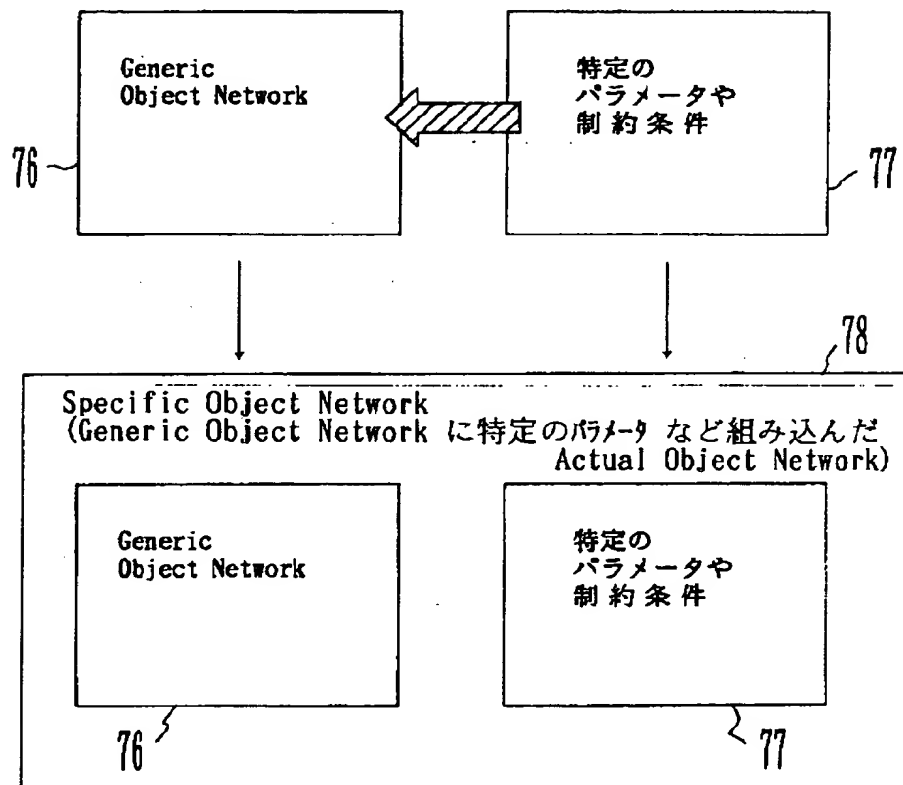 Generic
Object Network
特定の
パラメータや
制約条件
76
77
78
Specific Object Network
(Generic Object Network に特定のパラメータ など組み込んだ
Actual Object Network)
Generic
Object Network
特定の
パラメータや
制約条件
76
77